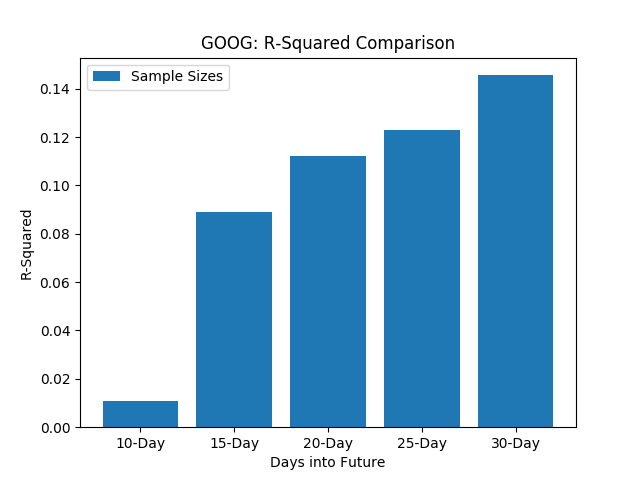 GOOG: R-Squared Comparison
Sample Sizes
0.14
0.12
0.10
0.08
0.06
0.04
0.02
0.00
R-Squared
10-Day 15-Day 20-Day 25-Day 30-Day
Days into Future